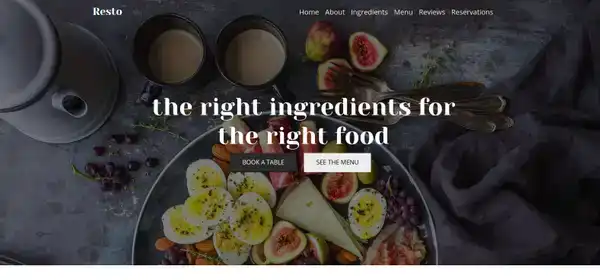 Resto
Home About Ingredients Menu Reviews Reservations
the right ingredients for
the right food
BOOK A TABLE SEE THE MENU